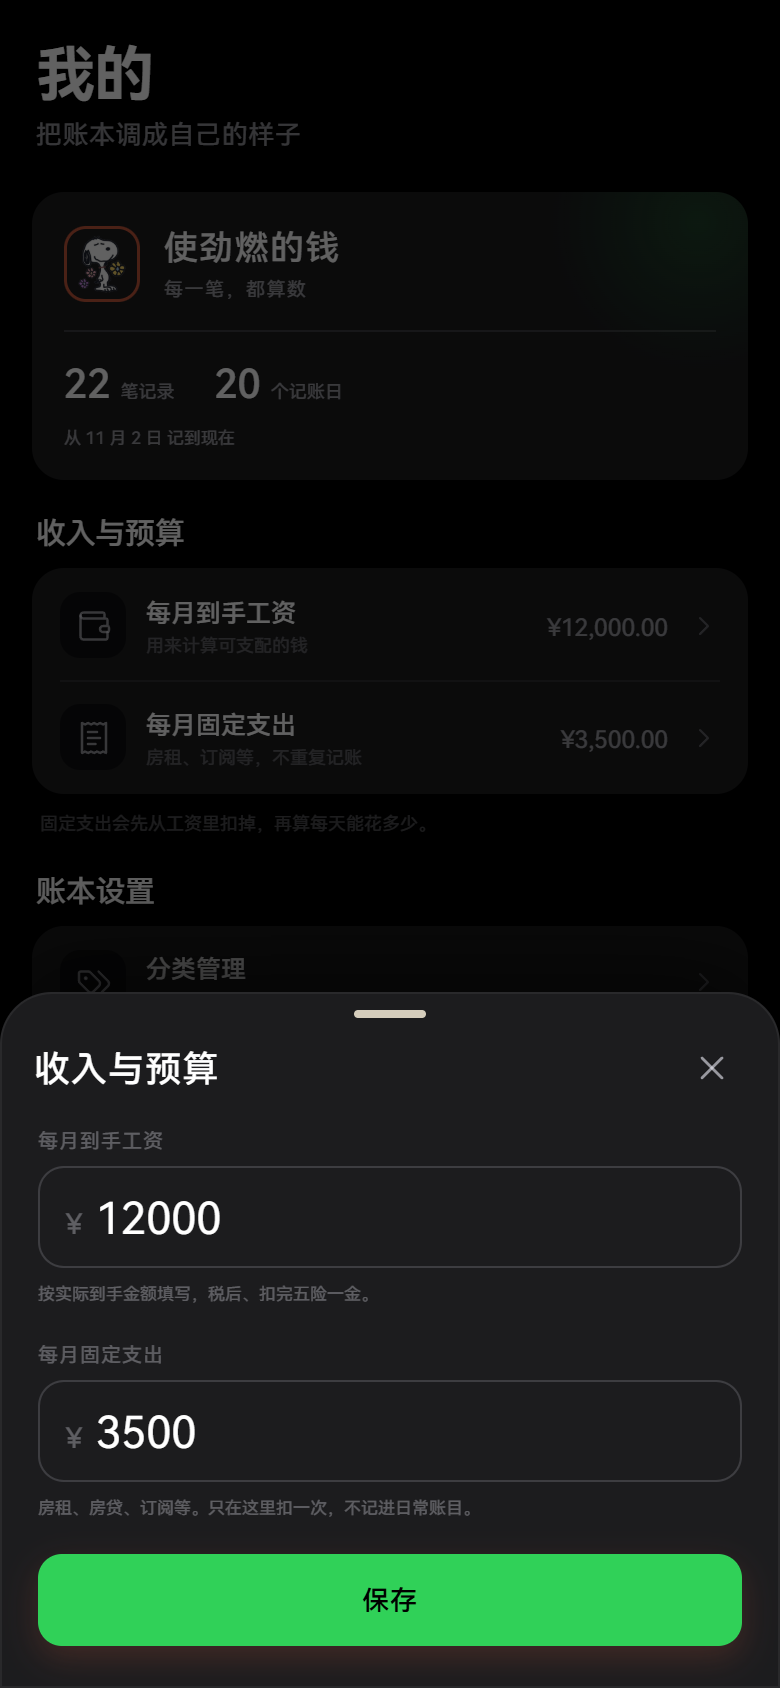 我的
把账本调成自己的样子
使劲燃的钱
每一笔，都算数
22 笔记录 20 个记账日
从 11 月 2 日 记到现在
收入与预算
每月到手工资
用来计算可支配的钱
¥12,000.00
每月固定支出
房租、订阅等，不重复记账
¥3,500.00
固定支出会先从工资里扣掉，再算每天能花多少。
账本设置
分类管理
收入与预算
每月到手工资
¥ 12000
按实际到手金额填写，税后、扣完五险一金。
每月固定支出
¥ 3500
房租、房贷、订阅等。只在这里扣一次，不记进日常账目。
保存